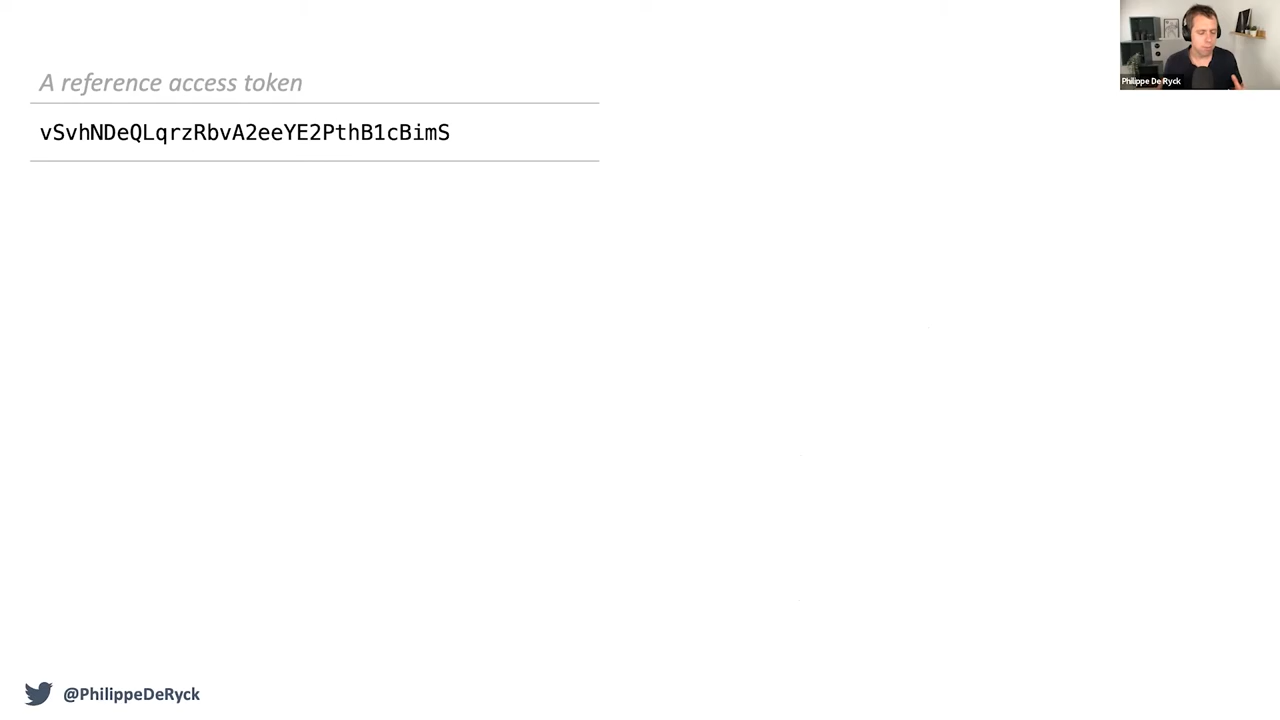 A reference access token
vSvhNDeQLqrzRbvA2eeYE2PthB1cBimS
Philippe De Ryck
@PhilippeDeRyck